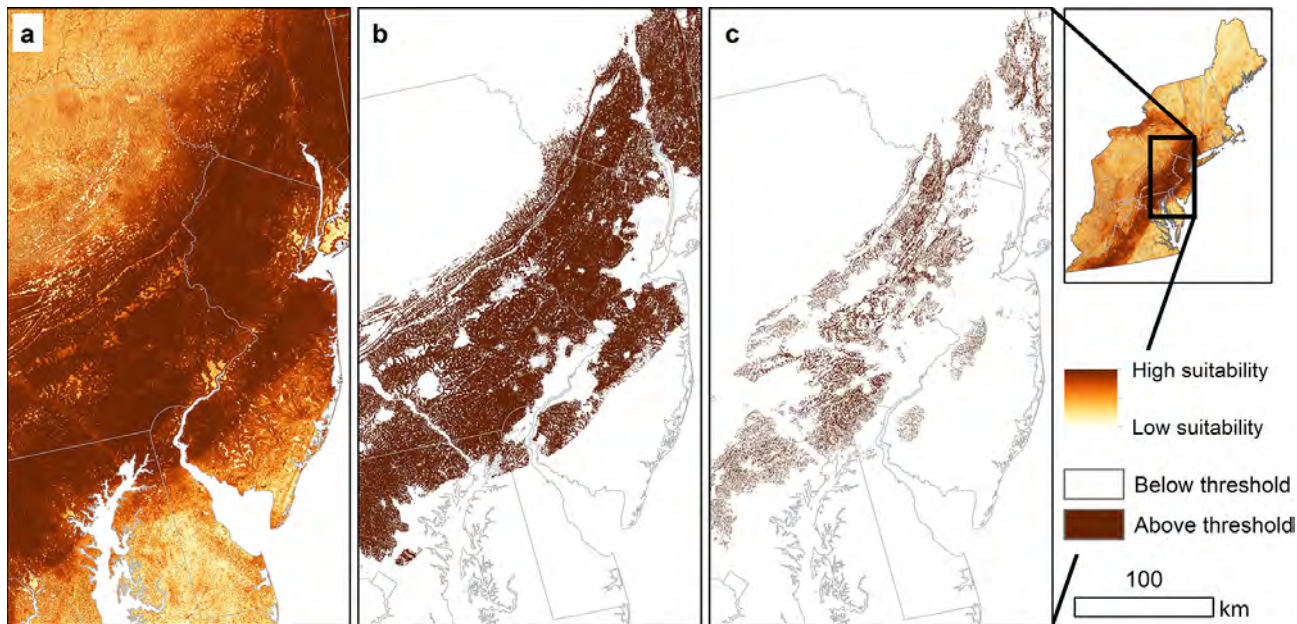 a
b
c
High suitability
Low suitability
Below threshold
Above threshold
100
km